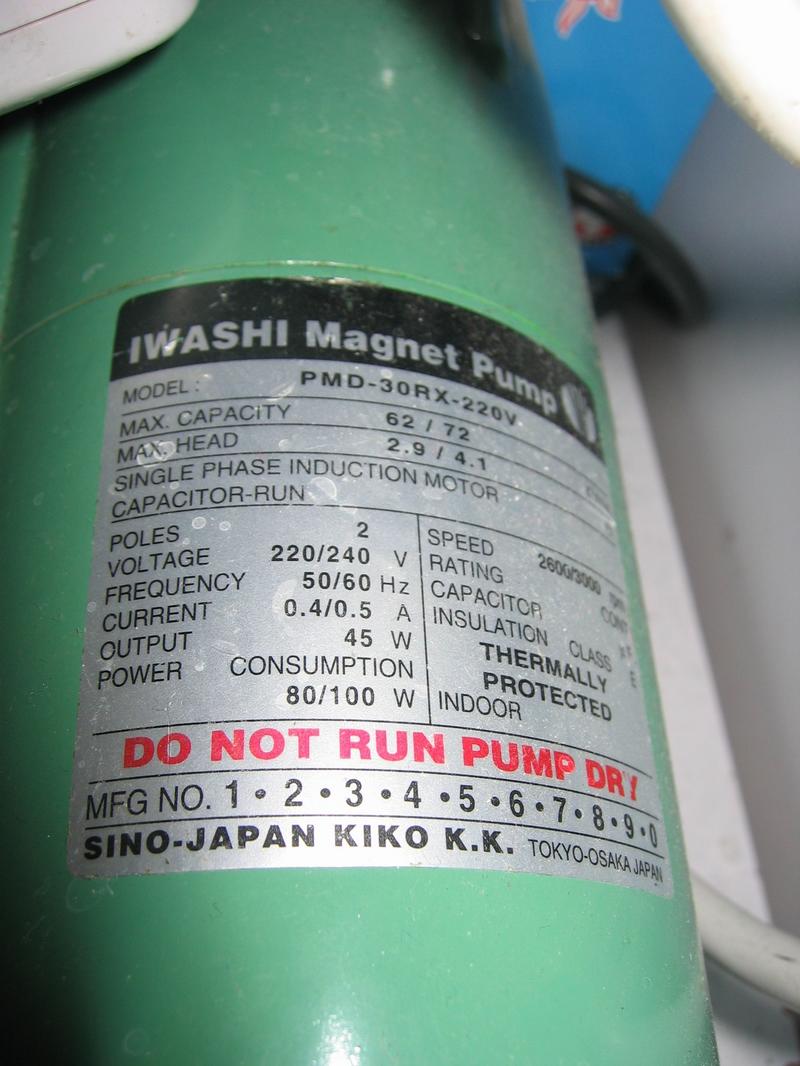 IWASHI Magnet Pump
MODEL: PMD-30RX-220V
MAX. CAPACITY 62 / 72
MAX. HEAD 2.9 / 4.1
SINGLE PHASE INDUCTION MOTOR
CAPACITOR-RUN
POLES 2
VOLTAGE 220/240 V
FREQUENCY 50/60 Hz
CURRENT 0.4/0.5 A
OUTPUT 45 W
POWER CONSUMPTION
80/100 W
SPEED 2600/3000
RATING CONT
CAPACITOR
INSULATION CLASS E
THERMALLY
PROTECTED
INDOOR
DO NOT RUN PUMP DRY
MFG NO. 1•2•3•4•5•6•7•8•9•0
SINO-JAPAN KIKO K.K. TOKYO-OSAKA JAPAN